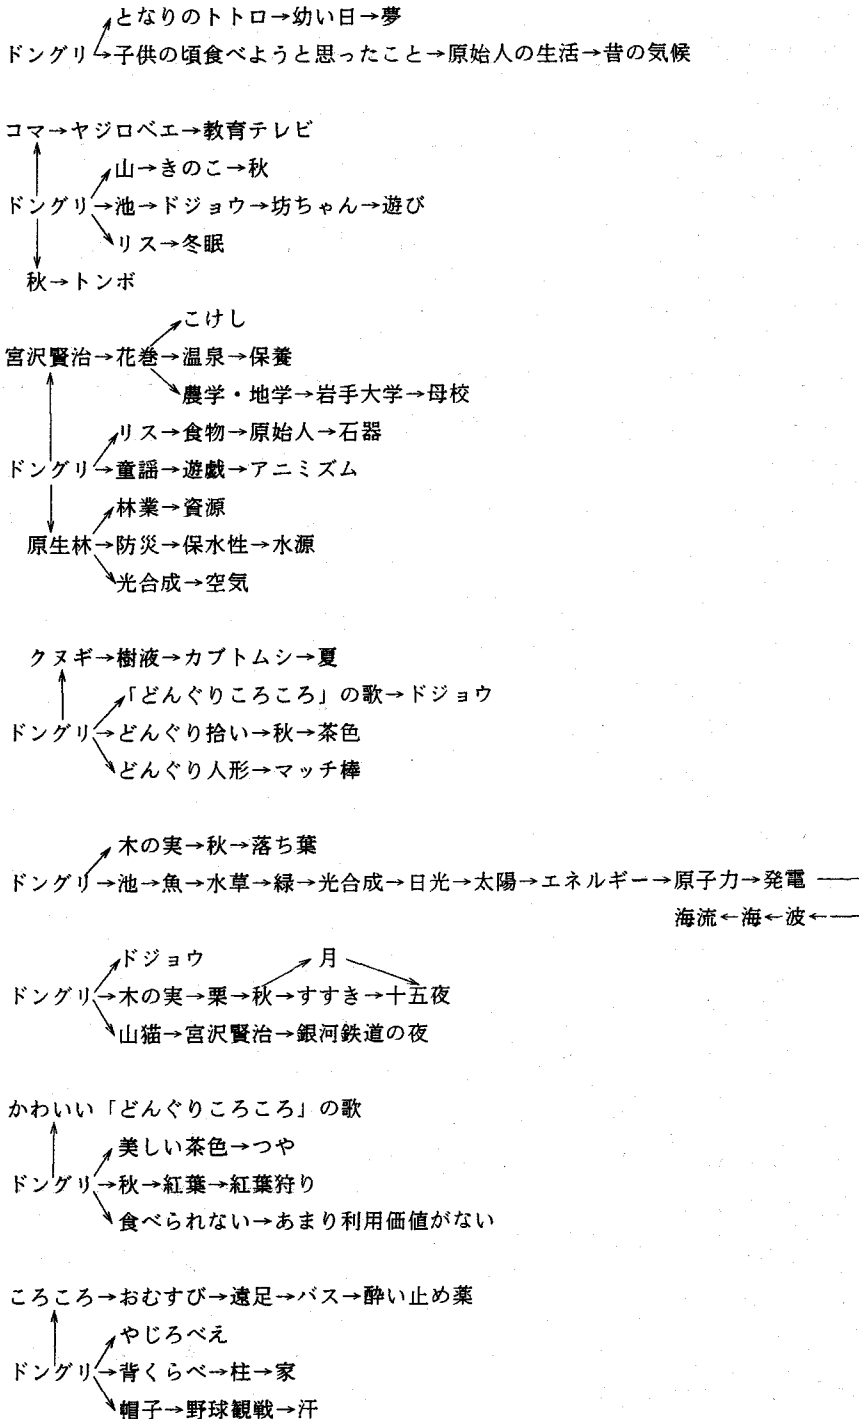 となりのトトロ→幼い日→夢
ドングリ→子供の頃食べようと思ったこと→原始人の生活→昔の気候
コマ→ヤジロベエ→教育テレビ
山→きのこ→秋
ドングリ→池→ドジョウ→坊ちゃん→遊び
リス→冬眠
秋→トンボ
こけし
宮沢賢治→花巻→温泉→保養
農学・地学→岩手大学→母校
リス→食物→原始人→石器
ドングリ→童謡→遊戯→アニミズム
林業→資源
原生林→防災→保水性→水源
光合成→空気
クヌギ→樹液→カブトムシ→夏
「どんぐりころころ」の歌→ドジョウ
ドングリ→どんぐり拾い→秋→茶色
どんぐり人形→マッチ棒
木の実→秋→落ち葉
ドングリ→池→魚→水草→緑→光合成→日光→太陽→エネルギー→原子力→発電
海流←海←波←
ドジョウ 月
ドングリ→木の実→栗→秋→すすき→十五夜
山猫→宮沢賢治→銀河鉄道の夜
かわいい「どんぐりころころ」の歌
美しい茶色→つや
ドングリ→秋→紅葉→紅葉狩り
食べられない→あまり利用価値がない
ころころ→おむすび→遠足→バス→酔い止め薬
やじろべえ
ドングリ→背くらべ→柱→家
帽子→野球観戦→汗